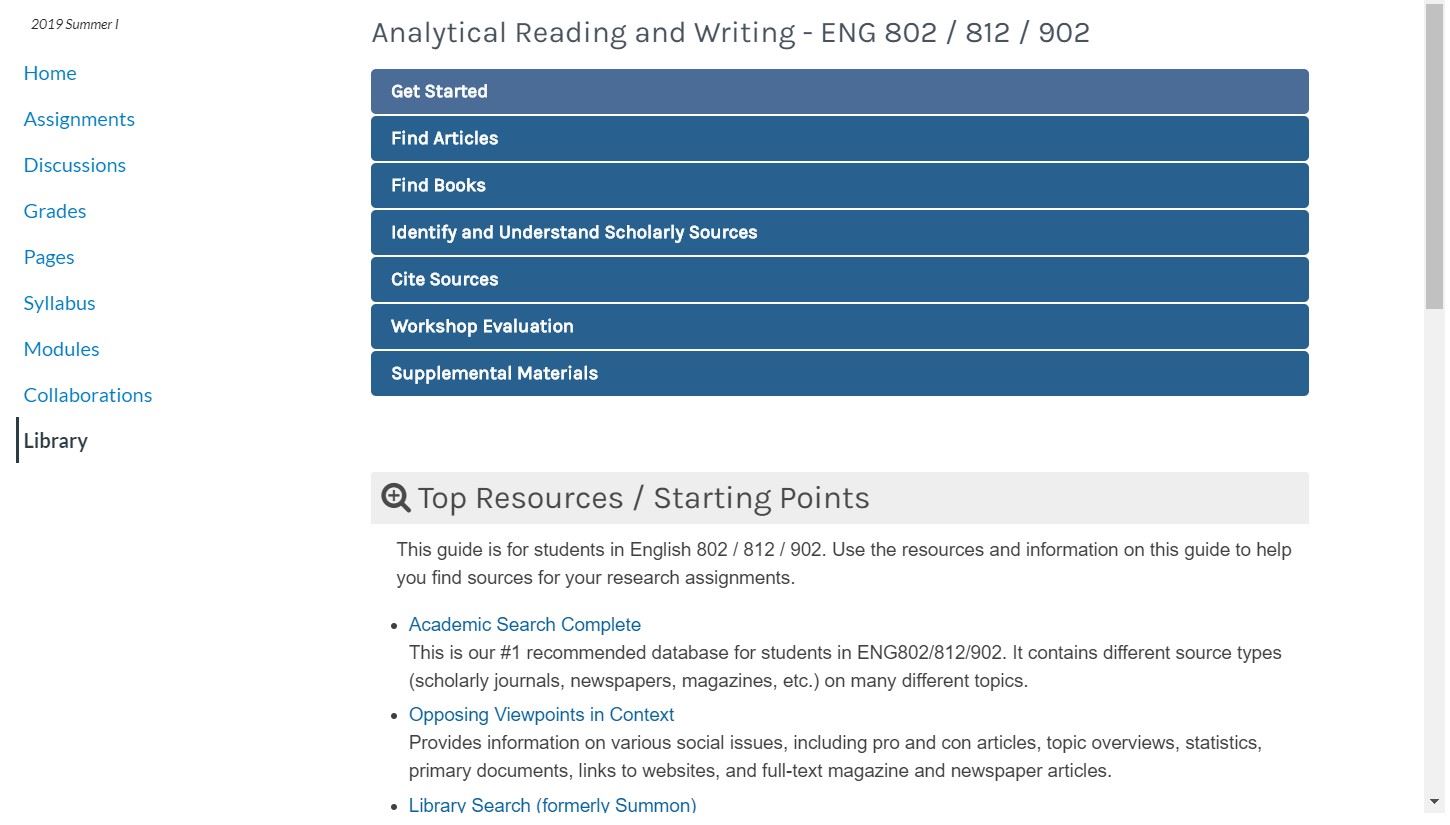 2019 Summer I
Home
Assignments
Discussions
Grades
Pages
Syllabus
Modules
Collaborations
Library
Analytical Reading and Writing - ENG 802 / 812 / 902
Get Started
Find Articles
Find Books
Identify and Understand Scholarly Sources
Cite Sources
Workshop Evaluation
Supplemental Materials
Top Resources / Starting Points
This guide is for students in English 802 / 812 / 902. Use the resources and information on this guide to help
you find sources for your research assignments.
Academic Search Complete
This is our #1 recommended database for students in ENG802/812/902. It contains different source types
(scholarly journals, newspapers, magazines, etc.) on many different topics.
Opposing Viewpoints in Context
Provides information on various social issues, including pro and con articles, topic overviews, statistics,
primary documents, links to websites, and full-text magazine and newspaper articles.
Library Search (formerly Summon)